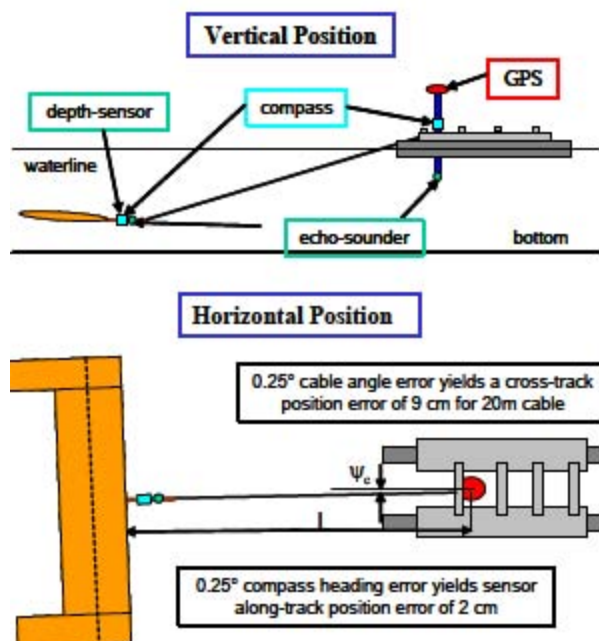 Vertical Position
GPS
depth-sensor
compass
waterline
echo-sounder
bottom
Horizontal Position
0.25° cable angle error yields a cross-track
position error of 9 cm for 20m cable
Ψc
L
0.25° compass heading error yields sensor
along-track position error of 2 cm